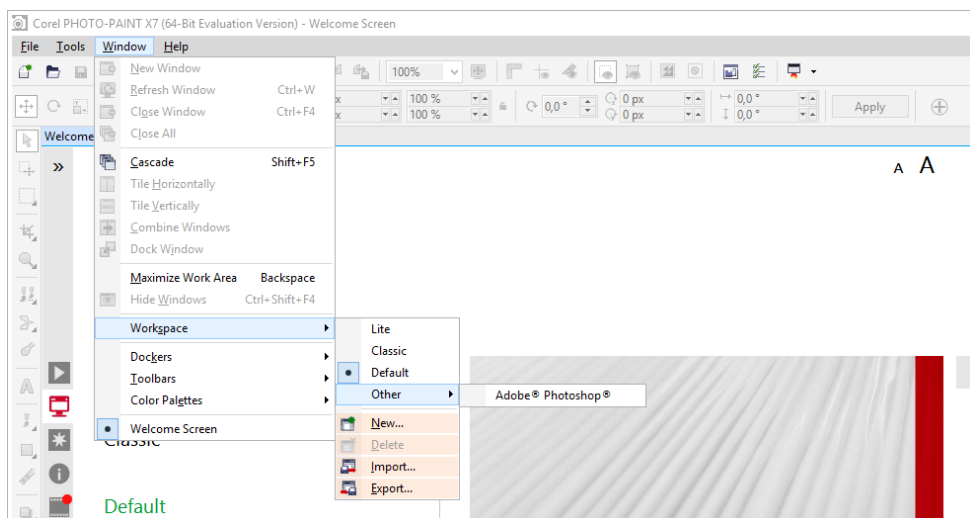 Corel PHOTO-PAINT X7 (64-Bit Evaluation Version) - Welcome Screen
File Tools Window Help
100%
100 % 0,0 ° 0 px 0,0 ° Apply
100 % 0 px 0,0 °
Welcome
New Window
Refresh Window Ctrl+W
Close Window Ctrl+F4
Close All
Cascade Shift+F5
Tile Horizontally
Tile Vertically
Combine Windows
Dock Window
Maximize Work Area Backspace
Hide Windows Ctrl+Shift+F4
Workspace
Dockers
Toolbars
Color Palettes
Welcome Screen
Lite
Classic
Default
Other
New...
Delete
Import...
Export...
Adobe® Photoshop®
A A
Classic
Default